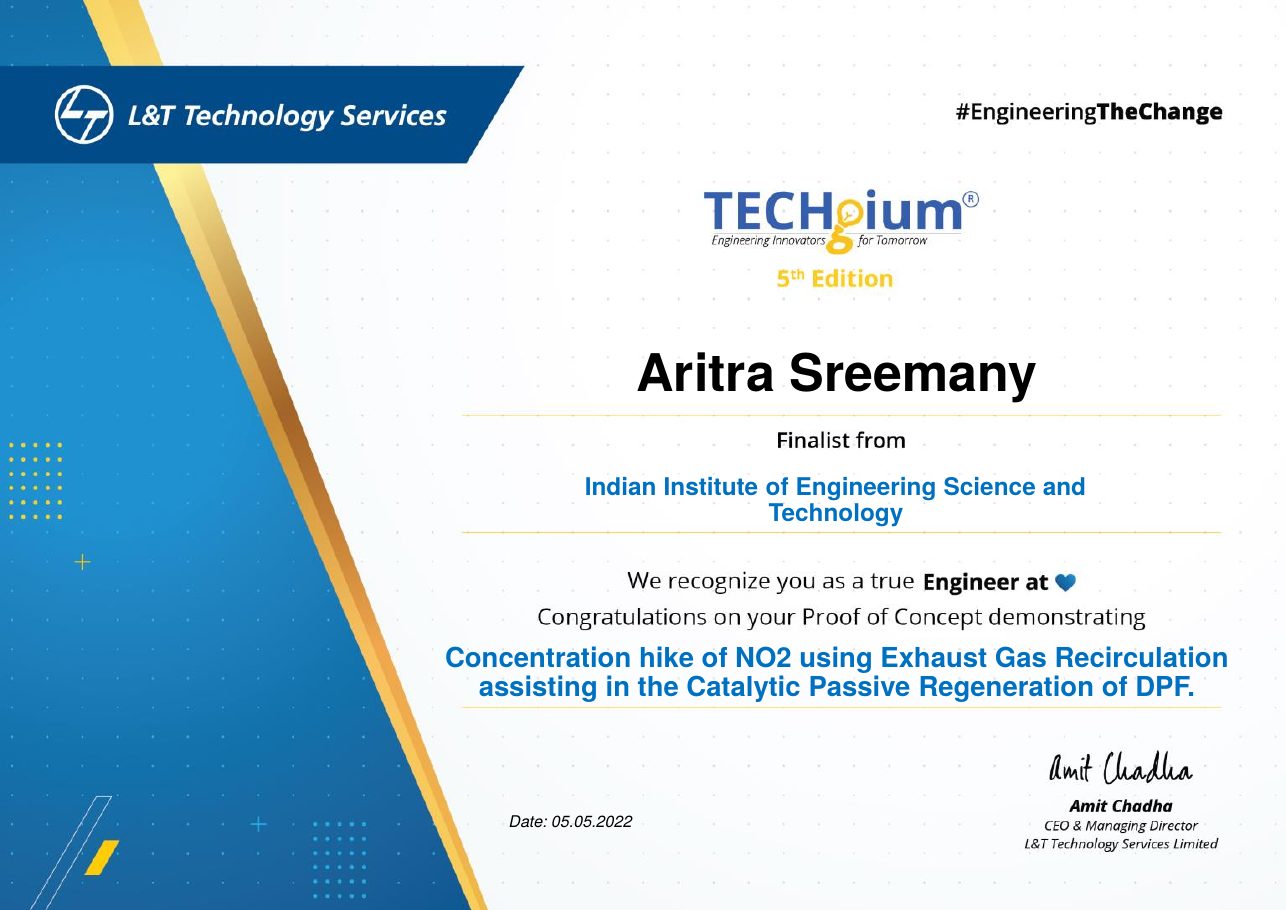 L&T Technology Services
#EngineeringTheChange
TECHgium®
Engineering Innovators for Tomorrow
5th Edition
Aritra Sreemany
Finalist from
Indian Institute of Engineering Science and
Technology
We recognize you as a true Engineer at
Congratulations on your Proof of Concept demonstrating
Concentration hike of NO2 using Exhaust Gas Recirculation
assisting in the Catalytic Passive Regeneration of DPF.
Amit Chadha
Amit Chadha
Date: 05.05.2022
CEO & Managing Director
L&T Technology Services Limited